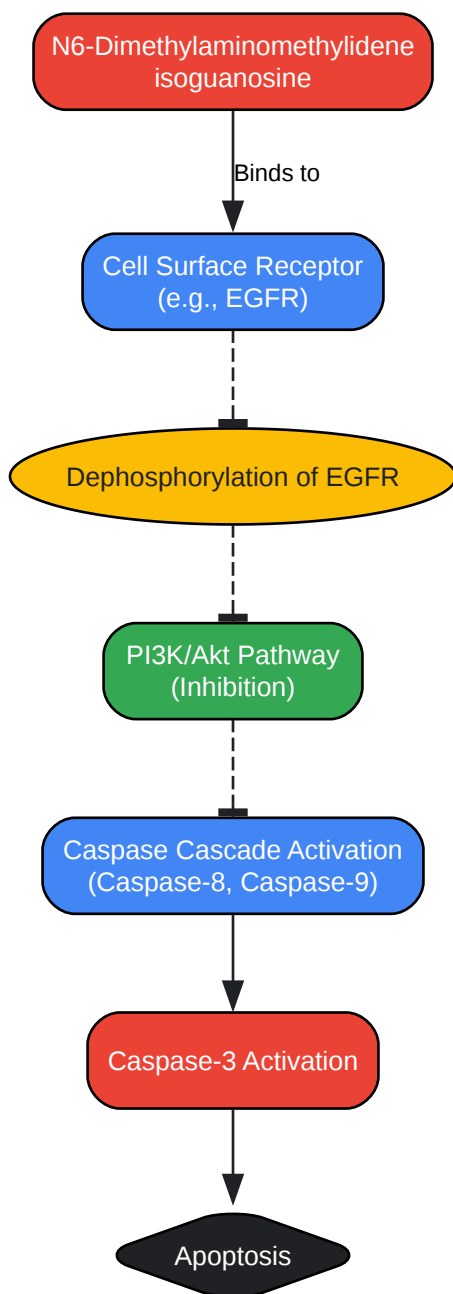 N6-Dimethylaminomethylidene
isoguanosine
Binds to
Cell Surface Receptor
(e.g., EGFR)
Dephosphorylation of EGFR
PI3K/Akt Pathway
(Inhibition)
Caspase Cascade Activation
(Caspase-8, Caspase-9)
Caspase-3 Activation
Apoptosis